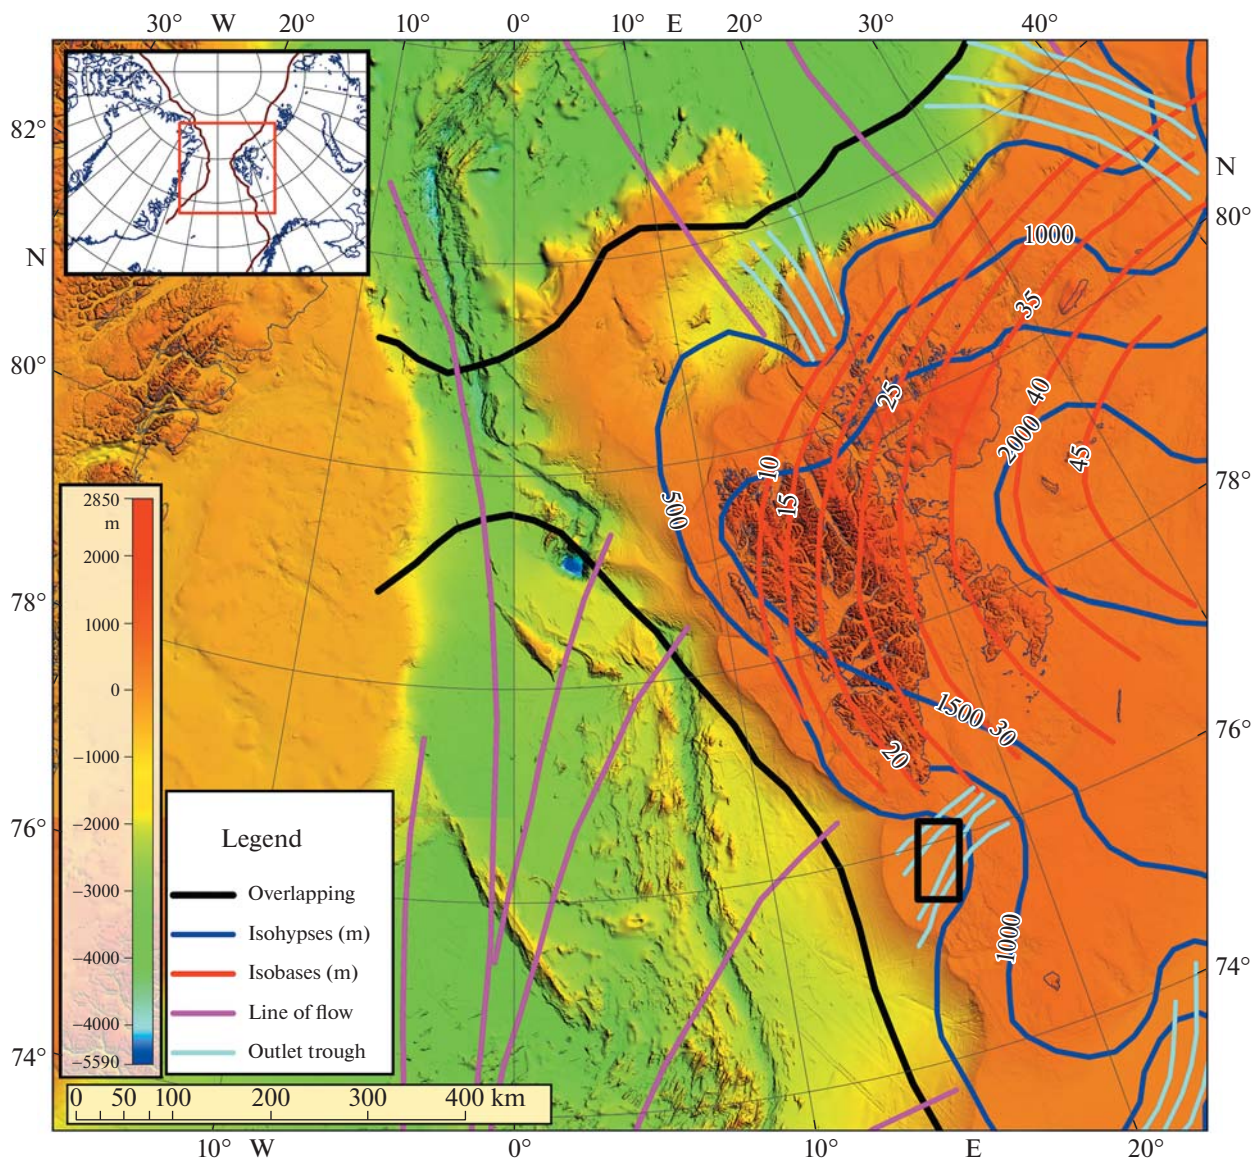 30° W 20° 10° 0° 10° E 20° 30° 40°
82°
N
N
80°
80°
1000
35
40
25
2000
45
10
15
500
78°
78°
2850
m
2000
1000
0
−1000
−2000
−3000
−4000
−4000
−5590
1500
30
20
76°
76°
1000
74°
74°
Legend
Overlapping
Isohypses (m)
Isobases (m)
Line of flow
Outlet trough
0 50 100 200 300 400 km
10° W 0° 10° E 20°